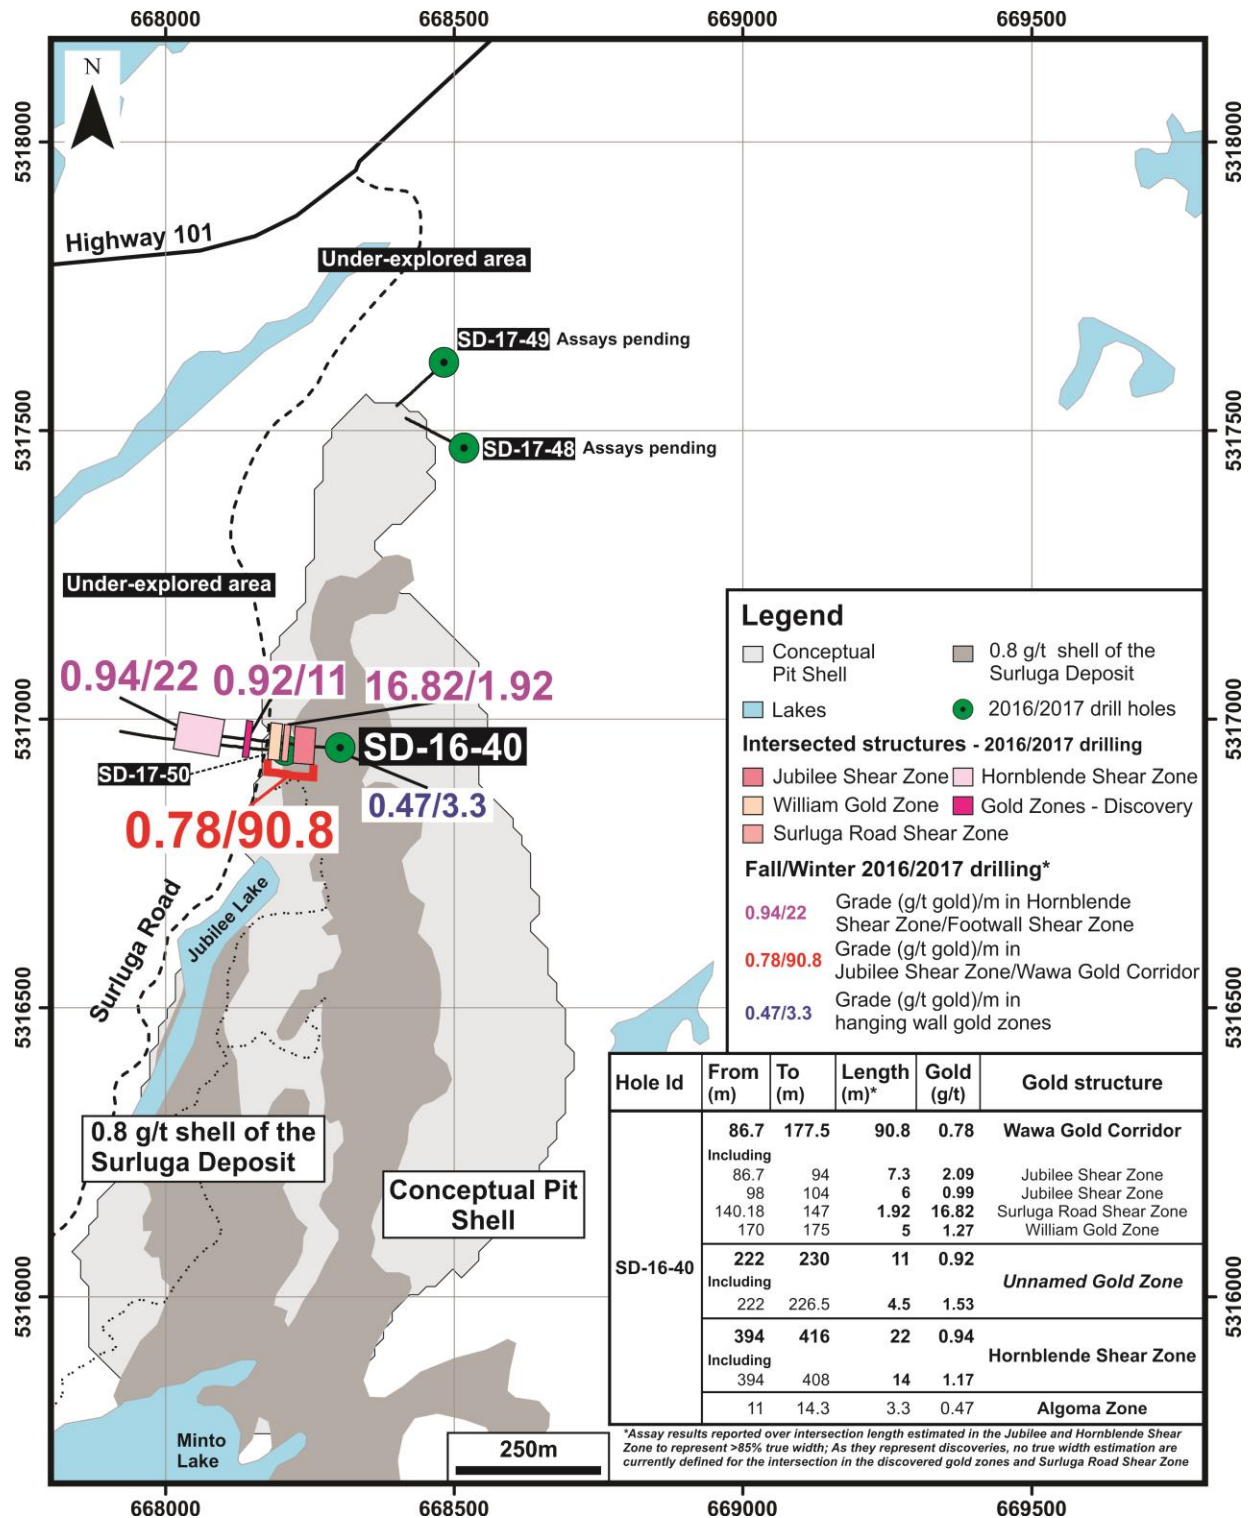 668000 668500 669000 669500
N
5318000 5318000
Highway 101
Under-explored area
SD-17-49 Assays pending
5317500 5317500
SD-17-48 Assays pending
Under-explored area
0.94/22 0.92/11 16.82/1.92
5317000 5317000
SD-16-40
SD-17-50
0.47/3.3
0.78/90.8
Surluga Road
Jubilee Lake
5316500 5316500
0.8 g/t shell of the
Surluga Deposit
Conceptual Pit
Shell
5316000 5316000
Minto
Lake
250m
Legend
Conceptual
Pit Shell
0.8 g/t shell of the
Surluga Deposit
Lakes
2016/2017 drill holes
Intersected structures - 2016/2017 drilling
Jubilee Shear Zone
Hornblende Shear Zone
William Gold Zone
Gold Zones - Discovery
Surluga Road Shear Zone
Fall/Winter 2016/2017 drilling*
0.94/22 Grade (g/t gold)/m in Hornblende
Shear Zone/Footwall Shear Zone
0.78/90.8 Grade (g/t gold)/m in
Jubilee Shear Zone/Wawa Gold Corridor
0.47/3.3 Grade (g/t gold)/m in
hanging wall gold zones
Hole Id From (m) To (m) Length (m)* Gold (g/t) Gold structure
SD-16-40
86.7 177.5 90.8 0.78 Wawa Gold Corridor
Including
86.7 94 7.3 2.09 Jubilee Shear Zone
98 104 6 0.99 Jubilee Shear Zone
140.18 147 1.92 16.82 Surluga Road Shear Zone
170 175 5 1.27 William Gold Zone
222 230 11 0.92 Unnamed Gold Zone
Including
222 226.5 4.5 1.53
394 416 22 0.94 Hornblende Shear Zone
Including
394 408 14 1.17
11 14.3 3.3 0.47 Algoma Zone
*Assay results reported over intersection length estimated in the Jubilee and Hornblende Shear
Zone to represent >85% true width; As they represent discoveries, no true width estimation are
currently defined for the intersection in the discovered gold zones and Surluga Road Shear Zone
668000 668500 669000 669500